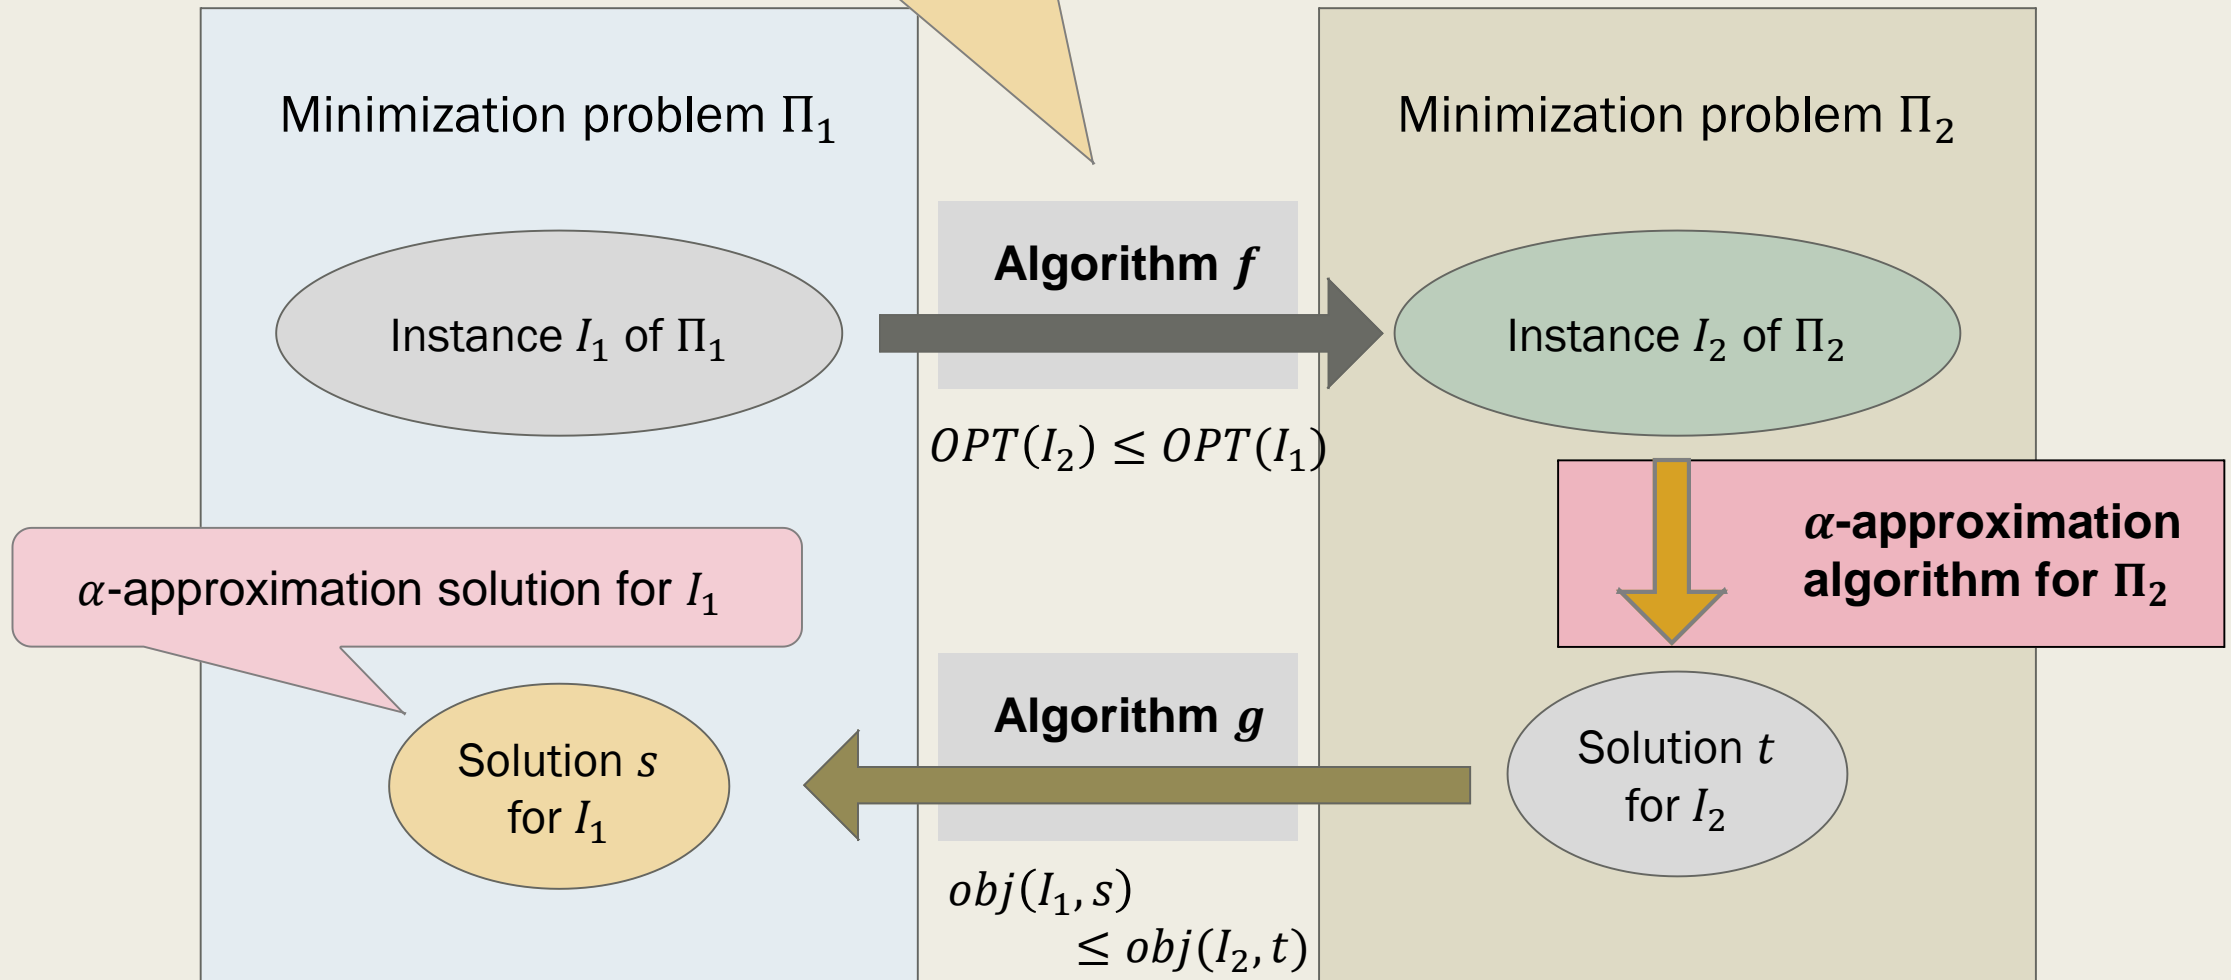 Minimization problem Π₁
Minimization problem Π₂
Algorithm f
Instance I₁ of Π₁
Instance I₂ of Π₂
OPT(I₂) ≤ OPT(I₁)
α-approximation
algorithm for Π₂
α-approximation solution for I₁
Algorithm g
Solution s
for I₁
Solution t
for I₂
obj(I₁, s)
≤ obj(I₂, t)